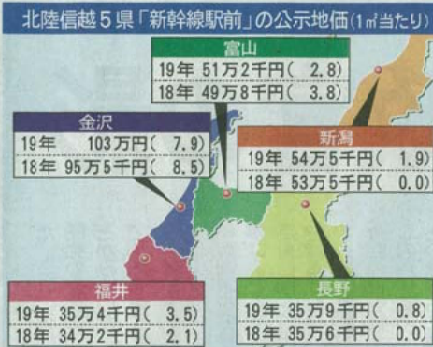 北陸信越5県「新幹線駅前」の公示地価(1㎡当たり)
富山
19年 51万2千円( 2.8)
18年 49万8千円( 3.8)
金沢
19年 103万円( 7.9)
18年 95万5千円( 8.5)
新潟
19年 54万5千円( 1.9)
18年 53万5千円( 0.0)
福井
19年 35万4千円( 3.5)
18年 34万2千円( 2.1)
長野
19年 35万9千円( 0.8)
18年 35万6千円( 0.0)